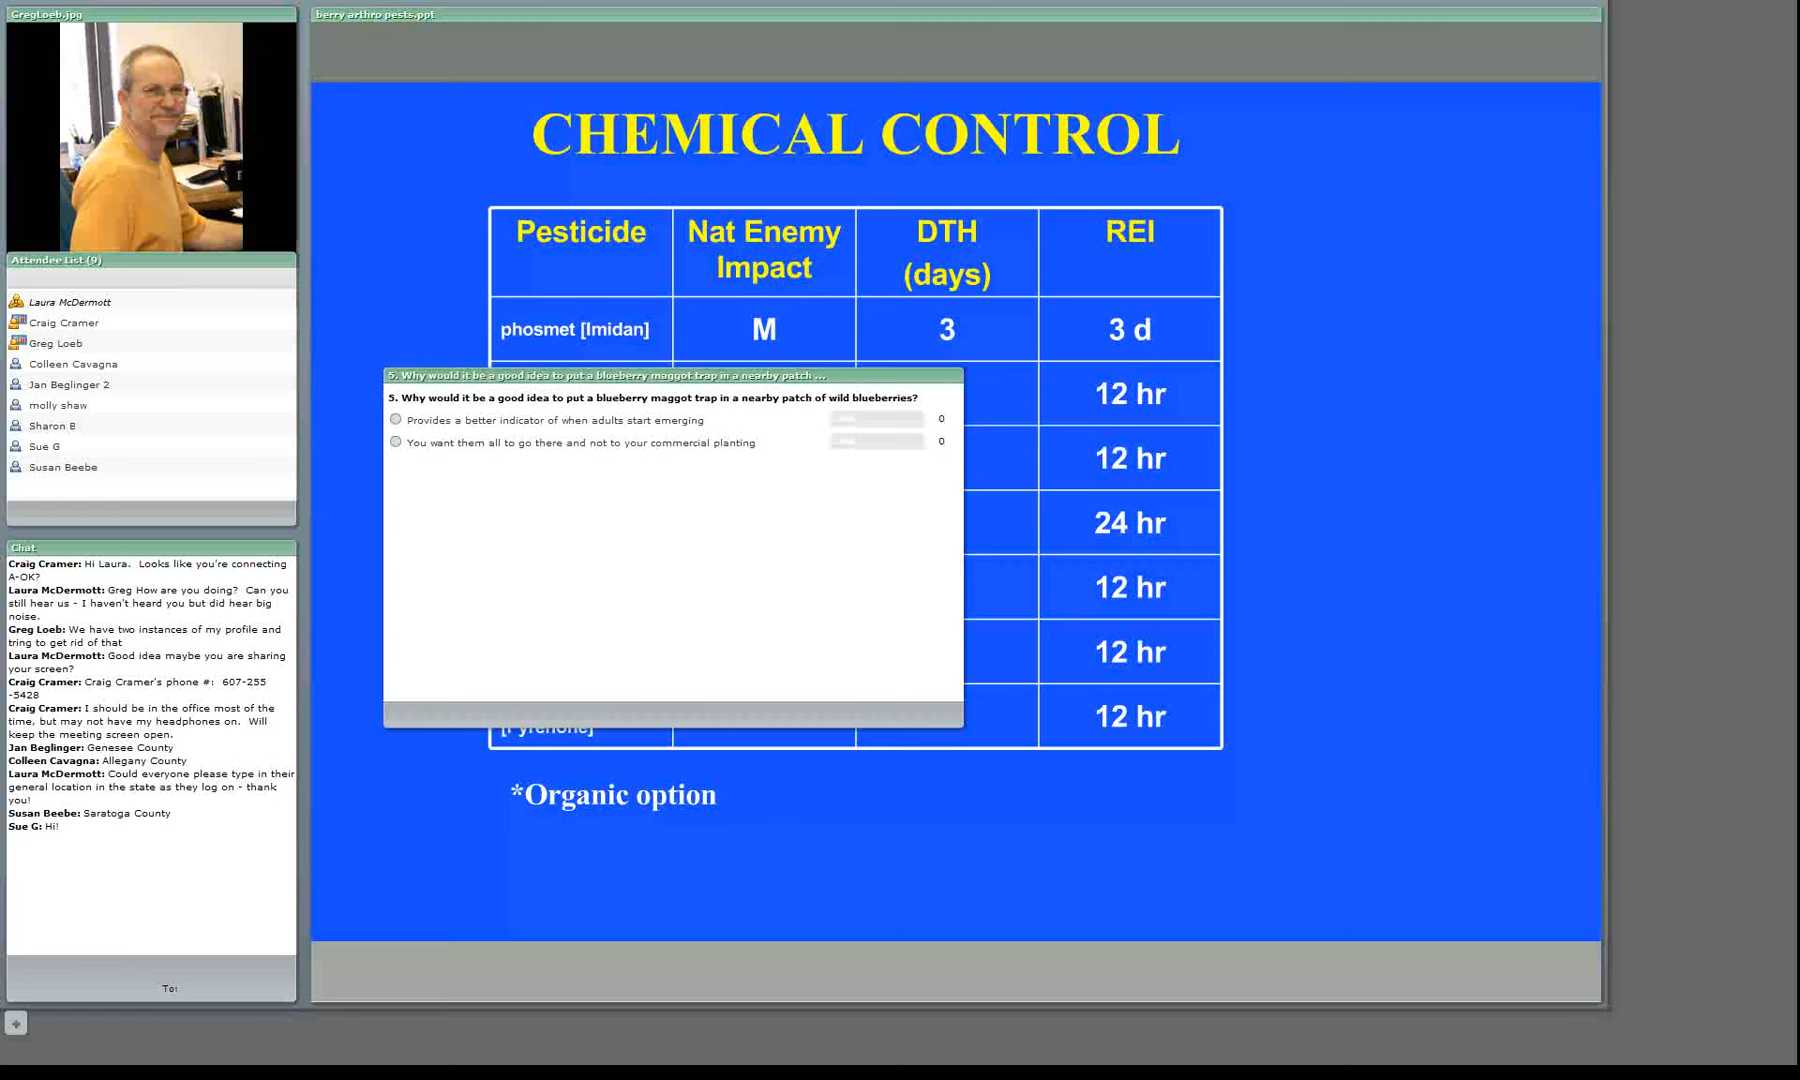 GregLoeb.jpg
Attendee List (9)
Laura McDermott
Craig Cramer
Greg Loeb
Colleen Cavagna
Jan Beglinger 2
molly shaw
Sharon B
Sue G
Susan Beebe
Chat
Craig Cramer: Hi Laura. Looks like you're connecting
A-OK?
Laura McDermott: Greg How are you doing? Can you
still hear us - I haven't heard you but did hear big
noise.
Greg Loeb: We have two instances of my profile and
tring to get rid of that
Laura McDermott: Good idea maybe you are sharing
your screen?
Craig Cramer: Craig Cramer's phone #: 607-255
-5428
Craig Cramer: I should be in the office most of the
time, but may not have my headphones on. Will
keep the meeting screen open.
Jan Beglinger: Genesee County
Colleen Cavagna: Allegany County
Laura McDermott: Could everyone please type in their
general location in the state as they log on - thank
you!
Susan Beebe: Saratoga County
Sue G: Hi!
To:
berry arthro pests.ppt
CHEMICAL CONTROL
Pesticide Nat Enemy Impact DTH (days) REI
phosmet [Imidan] M 3 3 d
12 hr
12 hr
24 hr
12 hr
12 hr
12 hr
[Pyrenone]
*Organic option
5. Why would it be a good idea to put a blueberry maggot trap in a nearby patch ...
5. Why would it be a good idea to put a blueberry maggot trap in a nearby patch of wild blueberries?
Provides a better indicator of when adults start emerging 0
You want them all to go there and not to your commercial planting 0